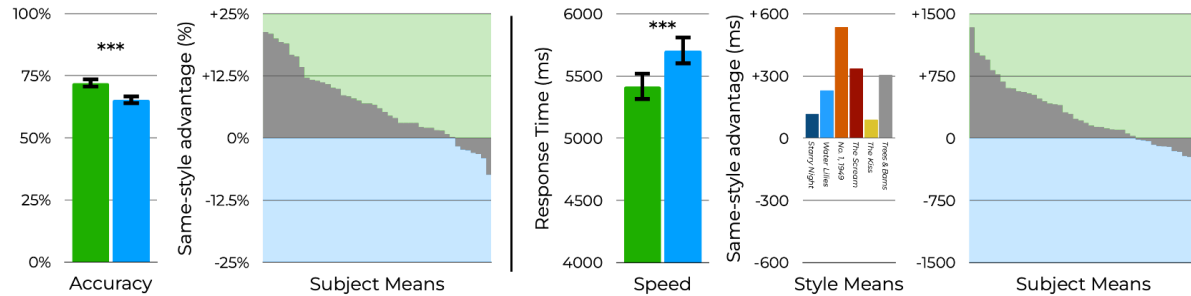 100%
75%
50%
25%
0%
***
Accuracy
Same-style advantage (%)
+25%
+12.5%
0%
-12.5%
-25%
Subject Means
Response Time (ms)
6000
5500
5000
4500
4000
***
Speed
Same-style advantage (ms)
+600
+300
0
-300
-600
Starry Night
Water Lilies
No. 1, 1949
The Scream
The Kiss
Trees & Barns
Style Means
+1500
+750
0
-750
-1500
Subject Means